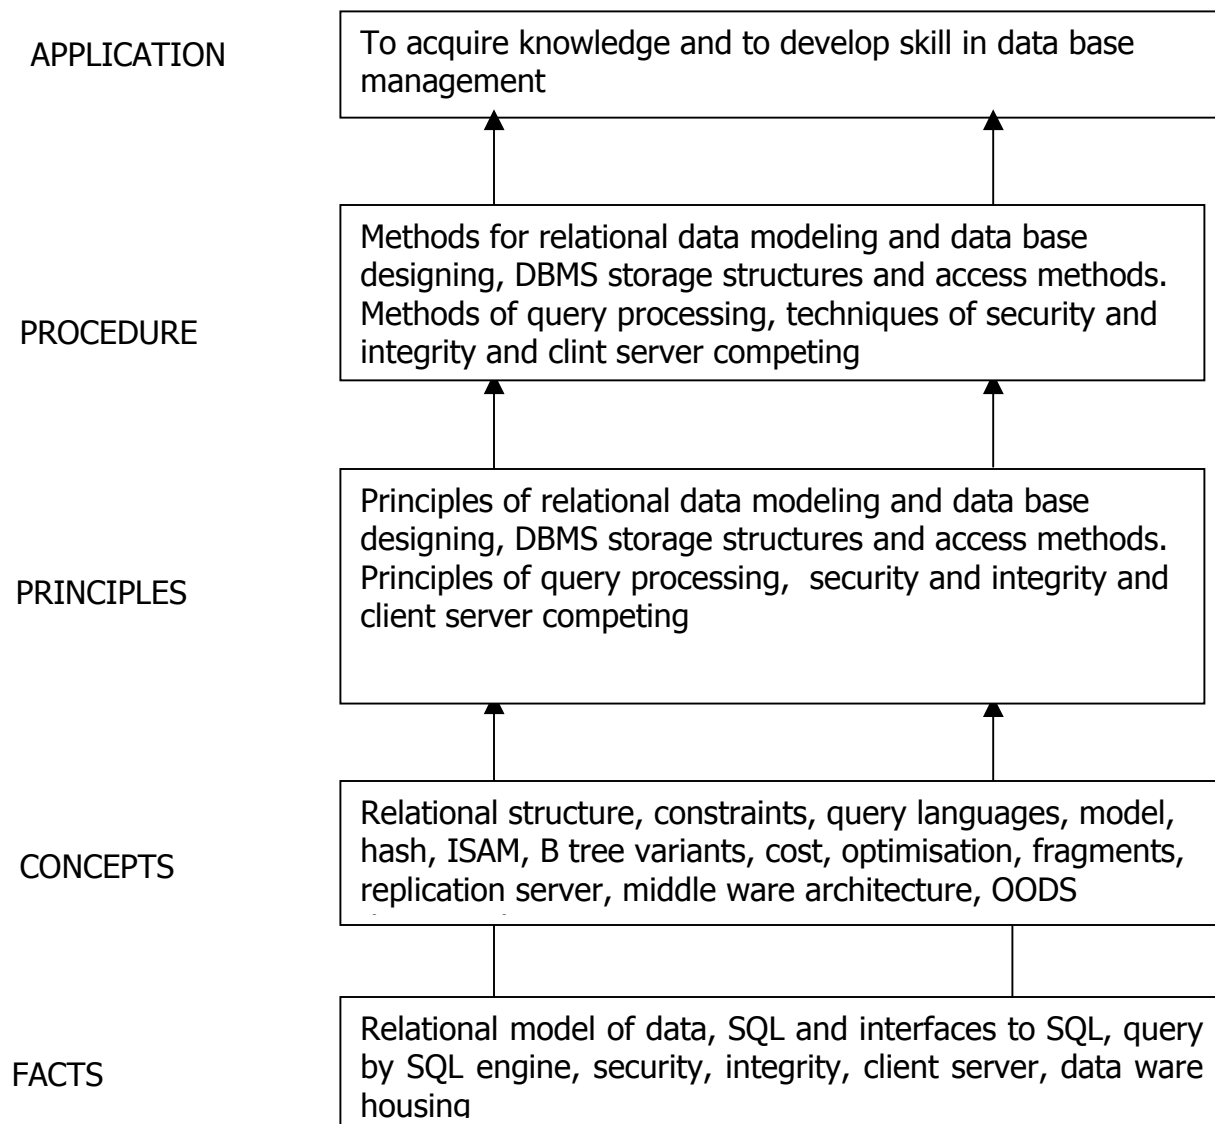 APPLICATION
To acquire knowledge and to develop skill in data base
management
PROCEDURE
Methods for relational data modeling and data base
designing, DBMS storage structures and access methods.
Methods of query processing, techniques of security and
integrity and clint server competing
PRINCIPLES
Principles of relational data modeling and data base
designing, DBMS storage structures and access methods.
Principles of query processing,  security and integrity and
client server competing
CONCEPTS
Relational structure, constraints, query languages, model,
hash, ISAM, B tree variants, cost, optimisation, fragments,
replication server, middle ware architecture, OODS
FACTS
Relational model of data, SQL and interfaces to SQL, query
by SQL engine, security, integrity, client server, data ware
housing